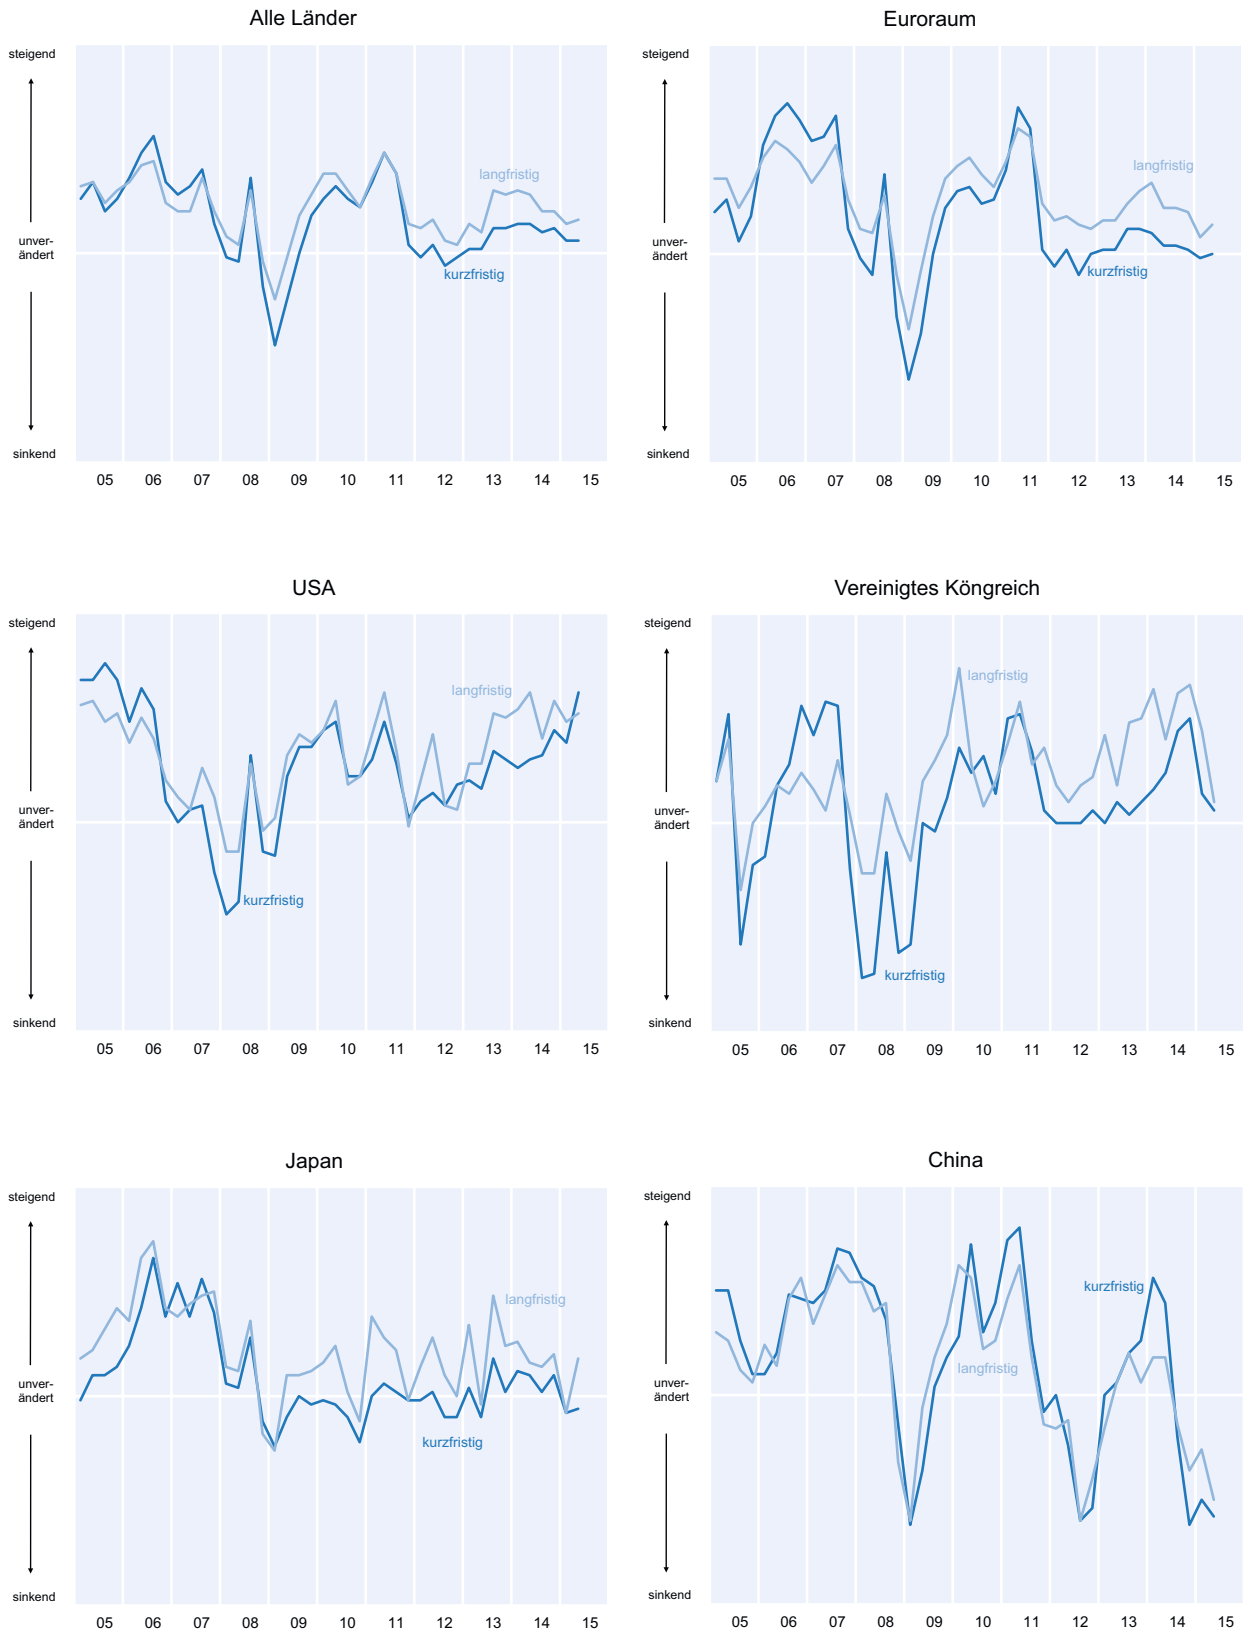 Alle Länder
steigend
unver-
ändert
sinkend
langfristig
kurzfristig
05 06 07 08 09 10 11 12 13 14 15
Euroraum
steigend
unver-
ändert
sinkend
langfristig
kurzfristig
05 06 07 08 09 10 11 12 13 14 15
USA
steigend
unver-
ändert
sinkend
langfristig
kurzfristig
05 06 07 08 09 10 11 12 13 14 15
Vereinigtes Köngreich
steigend
unver-
ändert
sinkend
langfristig
kurzfristig
05 06 07 08 09 10 11 12 13 14 15
Japan
steigend
unver-
ändert
sinkend
langfristig
kurzfristig
05 06 07 08 09 10 11 12 13 14 15
China
steigend
unver-
ändert
sinkend
kurzfristig
langfristig
05 06 07 08 09 10 11 12 13 14 15